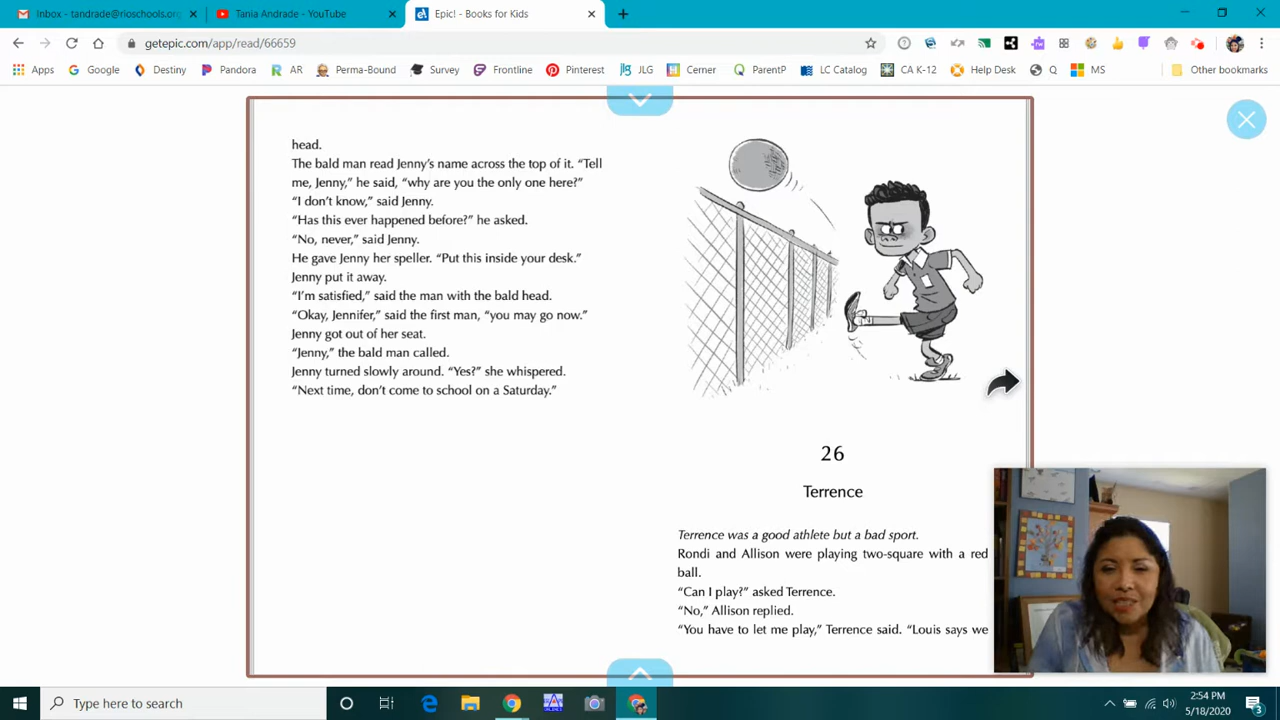 Inbox - tandrade@rioschools.org
Tania Andrade - YouTube
Epic! - Books for Kids
getepic.com/app/read/66659
Apps Google Destiny Pandora AR Perma-Bound Survey Frontline Pinterest JLG Cerner ParentP LC Catalog CA K-12 Help Desk Q MS Other bookmarks
head.
The bald man read Jenny's name across the top of it. “Tell
me, Jenny,” he said, “why are you the only one here?”
“I don't know,” said Jenny.
“Has this ever happened before?” he asked.
“No, never,” said Jenny.
He gave Jenny her speller. “Put this inside your desk.”
Jenny put it away.
“I'm satisfied,” said the man with the bald head.
“Okay, Jennifer,” said the first man, “you may go now.”
Jenny got out of her seat.
“Jenny,” the bald man called.
Jenny turned slowly around. “Yes?” she whispered.
“Next time, don't come to school on a Saturday.”
26
Terrence
Terrence was a good athlete but a bad sport.
Rondi and Allison were playing two-square with a red
ball.
“Can I play?” asked Terrence.
“No,” Allison replied.
“You have to let me play,” Terrence said. “Louis says we
Type here to search
2:54 PM
5/18/2020
3